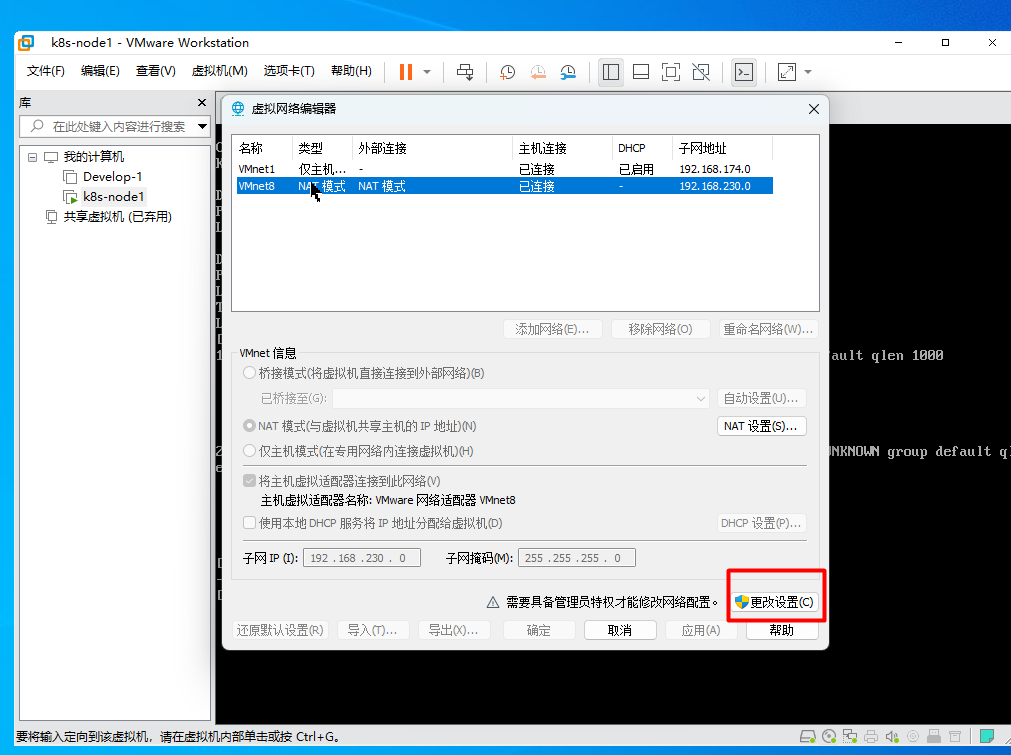 k8s-node1 - VMware Workstation
文件(F) 编辑(E) 查看(V) 虚拟机(M) 选项卡(T) 帮助(H)
库
在此处键入内容进行搜索
我的计算机
Develop-1
k8s-node1
共享虚拟机 (已弃用)
虚拟网络编辑器
名称 类型 外部连接 主机连接 DHCP 子网地址
VMnet1 仅主机... - 已连接 已启用 192.168.174.0
VMnet8 NAT 模式 NAT 模式 已连接 - 192.168.230.0
添加网络(E)... 移除网络(O) 重命名网络(W)...
VMnet 信息
ault qlen 1000
桥接模式(将虚拟机直接连接到外部网络)(B)
已桥接至(G): 自动设置(U)...
NAT 模式(与虚拟机共享主机的 IP 地址)(N) NAT 设置(S)...
仅主机模式(在专用网络内连接虚拟机)(H)
UNKNOWN group default ql
将主机虚拟适配器连接到此网络(V)
主机虚拟适配器名称: VMware 网络适配器 VMnet8
使用本地 DHCP 服务将 IP 地址分配给虚拟机(D) DHCP 设置(P)...
子网 IP (I): 192 . 168 . 230 . 0 子网掩码(M): 255 . 255 . 255 . 0
需要具备管理员特权才能修改网络配置。 更改设置(C)
还原默认设置(R) 导入(T)... 导出(X)... 确定 取消 应用(A) 帮助
要将输入定向到该虚拟机，请在虚拟机内部单击或按 Ctrl+G。